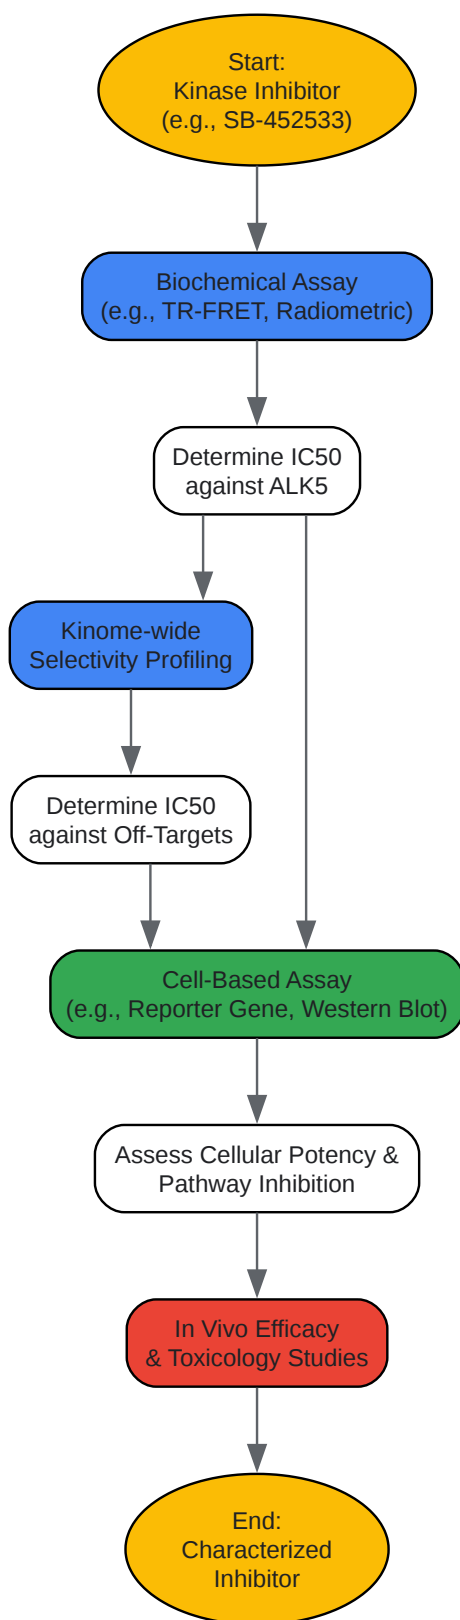 Start:
Kinase Inhibitor
(e.g., SB-452533)
Biochemical Assay
(e.g., TR-FRET, Radiometric)
Determine IC50
against ALK5
Kinome-wide
Selectivity Profiling
Determine IC50
against Off-Targets
Cell-Based Assay
(e.g., Reporter Gene, Western Blot)
Assess Cellular Potency &
Pathway Inhibition
In Vivo Efficacy
& Toxicology Studies
End:
Characterized
Inhibitor